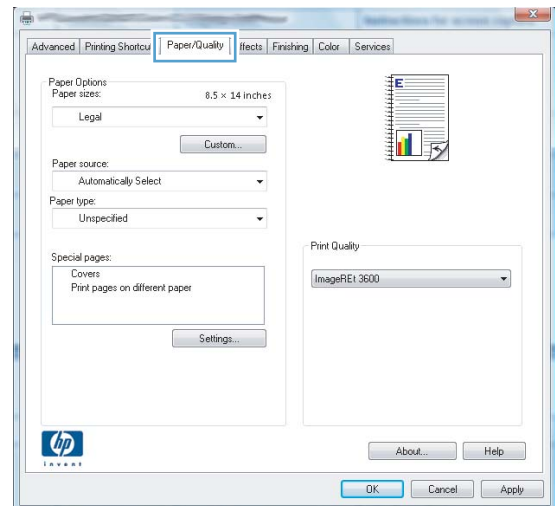 Advanced Printing Shortcu Paper/Quality ffects Finishing Color Services
Paper Options
Paper sizes: 8.5 × 14 inches
Legal
Custom...
Paper source:
Automatically Select
Paper type:
Unspecified
Special pages:
Covers
Print pages on different paper
Settings...
E
Print Quality
ImageREt 3600
hp
invent
About... Help
OK Cancel Apply